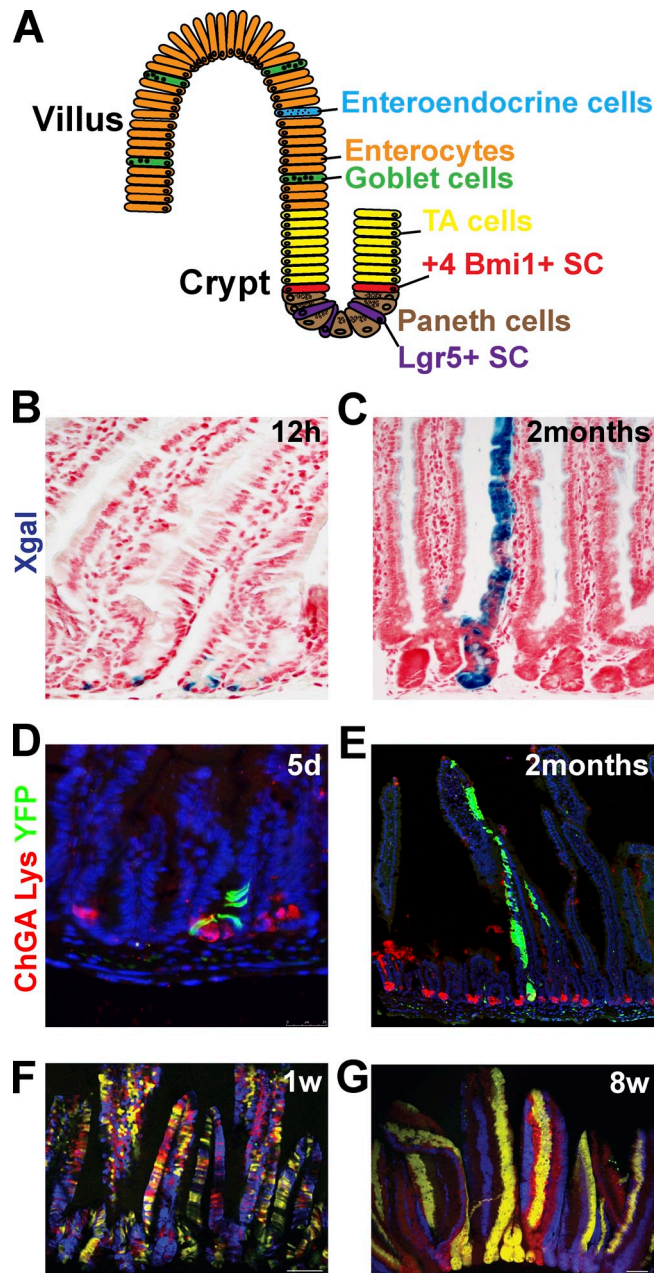 A
Villus
Enteroendocrine cells
Enterocytes
Goblet cells
TA cells
+4 Bmi1+ SC
Crypt
Paneth cells
Lgr5+ SC
B
12h
C
2months
Xgal
D
5d
E
2months
ChGA Lys YFP
F
1w
G
8w